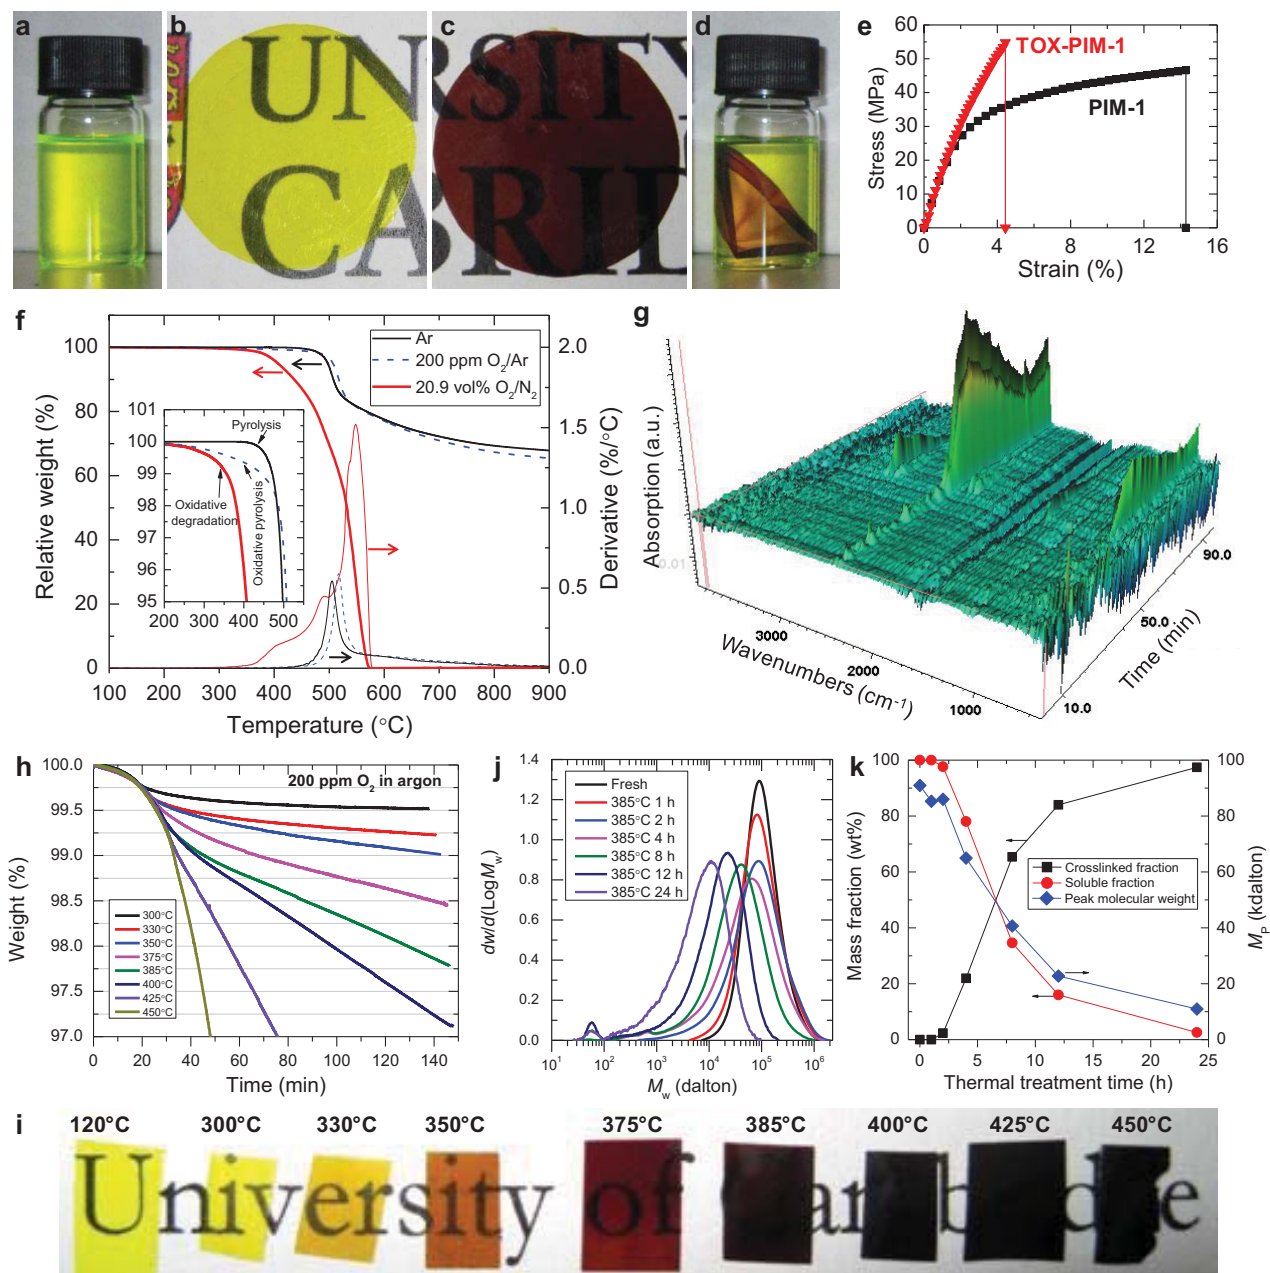 a
b
UN
CA
c
RSITY
BRID
d
e
TOX-PIM-1
PIM-1
Stress (MPa)
60
50
40
30
20
10
0
0 4 8 12 16
Strain (%)
f
Ar
200 ppm O₂/Ar
20.9 vol% O₂/N₂
Relative weight (%)
100
80
60
40
20
0
2.0
1.5
1.0
0.5
0.0
Derivative (%/°C)
101
100
99
98
97
96
95
200 300 400 500
Pyrolysis
Oxidative
degradation
Oxidative pyrolysis
100 200 300 400 500 600 700 800 900
Temperature (°C)
g
Absorption (a.u.)
0.01
3000
2000
1000
Wavenumbers (cm⁻¹)
10.0
50.0
90.0
Time (min)
h
200 ppm O₂ in argon
Weight (%)
100.0
99.5
99.0
98.5
98.0
97.5
97.0
300°C
330°C
350°C
375°C
385°C
400°C
425°C
450°C
0 20 40 60 80 100 120 140
Time (min)
j
dw/d(LogM_w)
1.4
1.2
1.0
0.8
0.6
0.4
0.2
0.0
Fresh
385°C 1 h
385°C 2 h
385°C 4 h
385°C 8 h
385°C 12 h
385°C 24 h
10¹ 10² 10³ 10⁴ 10⁵ 10⁶
M_w (dalton)
k
Mass fraction (wt%)
100
80
60
40
20
0
Crosslinked fraction
Soluble fraction
Peak molecular weight
100
80
60
40
20
0
M_P (kdalton)
0 5 10 15 20 25
Thermal treatment time (h)
i
120°C 300°C 330°C 350°C 375°C 385°C 400°C 425°C 450°C
University of Cambridge